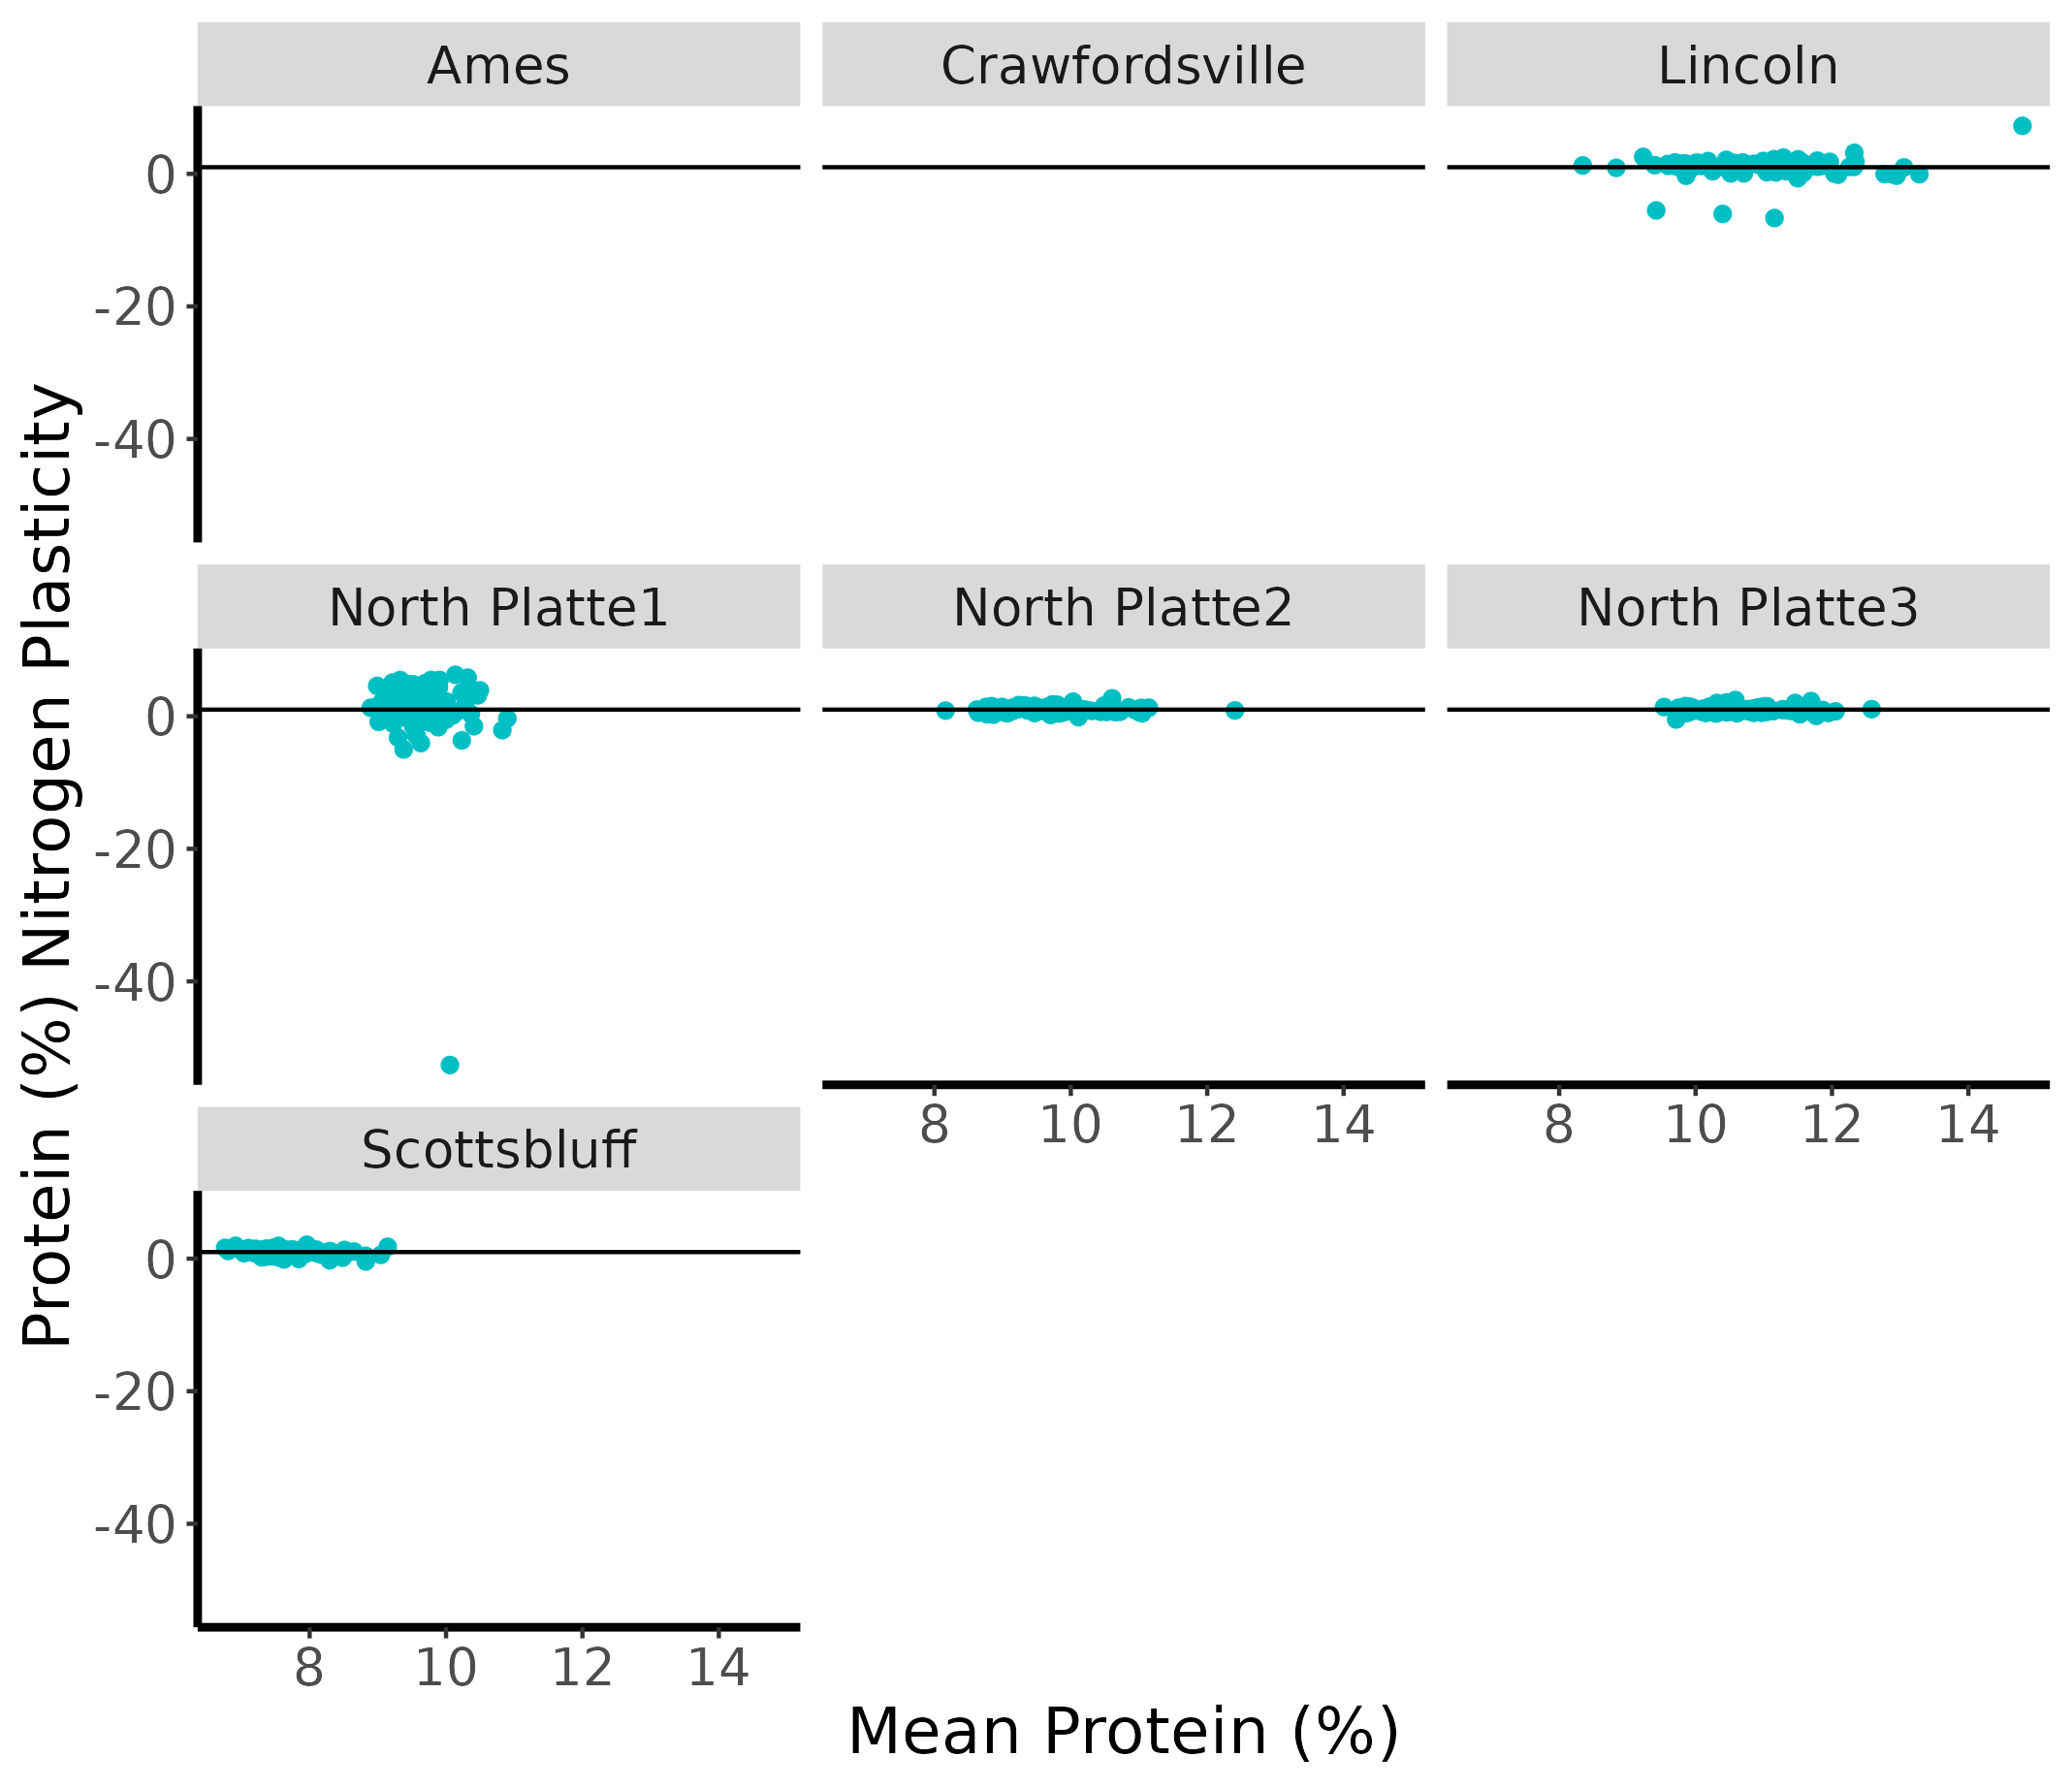 Ames
Crawfordsville
Lincoln
0
-20
-40
North Platte1
North Platte2
North Platte3
0
-20
-40
8 10 12 14
8 10 12 14
Scottsbluff
0
-20
-40
8 10 12 14
Mean Protein (%)
Protein (%) Nitrogen Plasticity